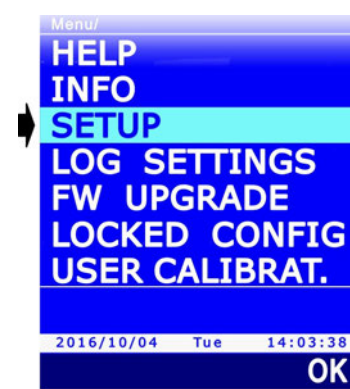 Menu/
HELP
INFO
SETUP
LOG SETTINGS
FW UPGRADE
LOCKED CONFIG
USER CALIBRAT.
2016/10/04 Tue 14:03:38
OK